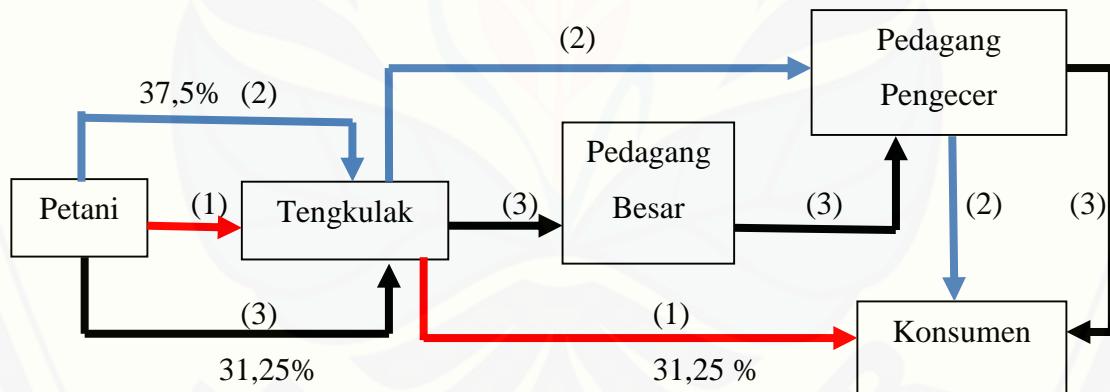 (2)
Pedagang
Pengecer
37,5% (2)
Pedagang
Besar
Petani
(1)
Tengkulak
(3)
(3)
(2)
(3)
(3)
(1)
Konsumen
31,25%
31,25 %